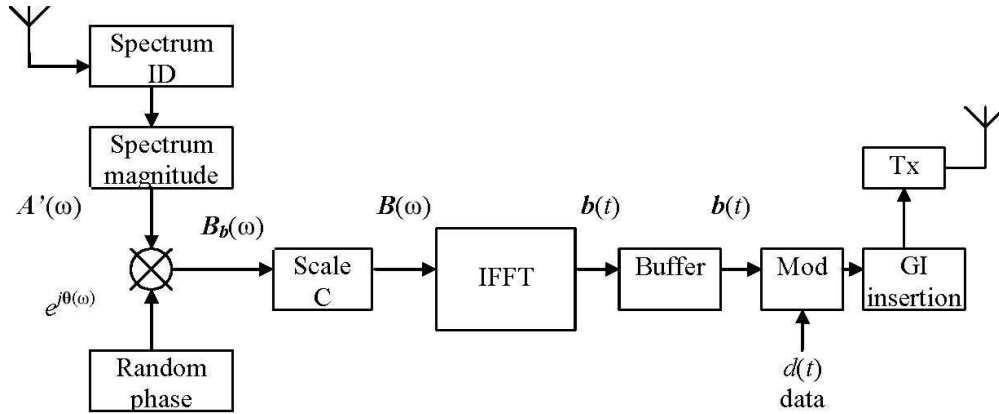 Spectrum
ID
Spectrum
magnitude
A'(ω)
B_b(ω)
B(ω)
b(t)
b(t)
Tx
Scale
C
IFFT
Buffer
Mod
GI
insertion
e^{jθ(ω)}
Random
phase
d(t)
data